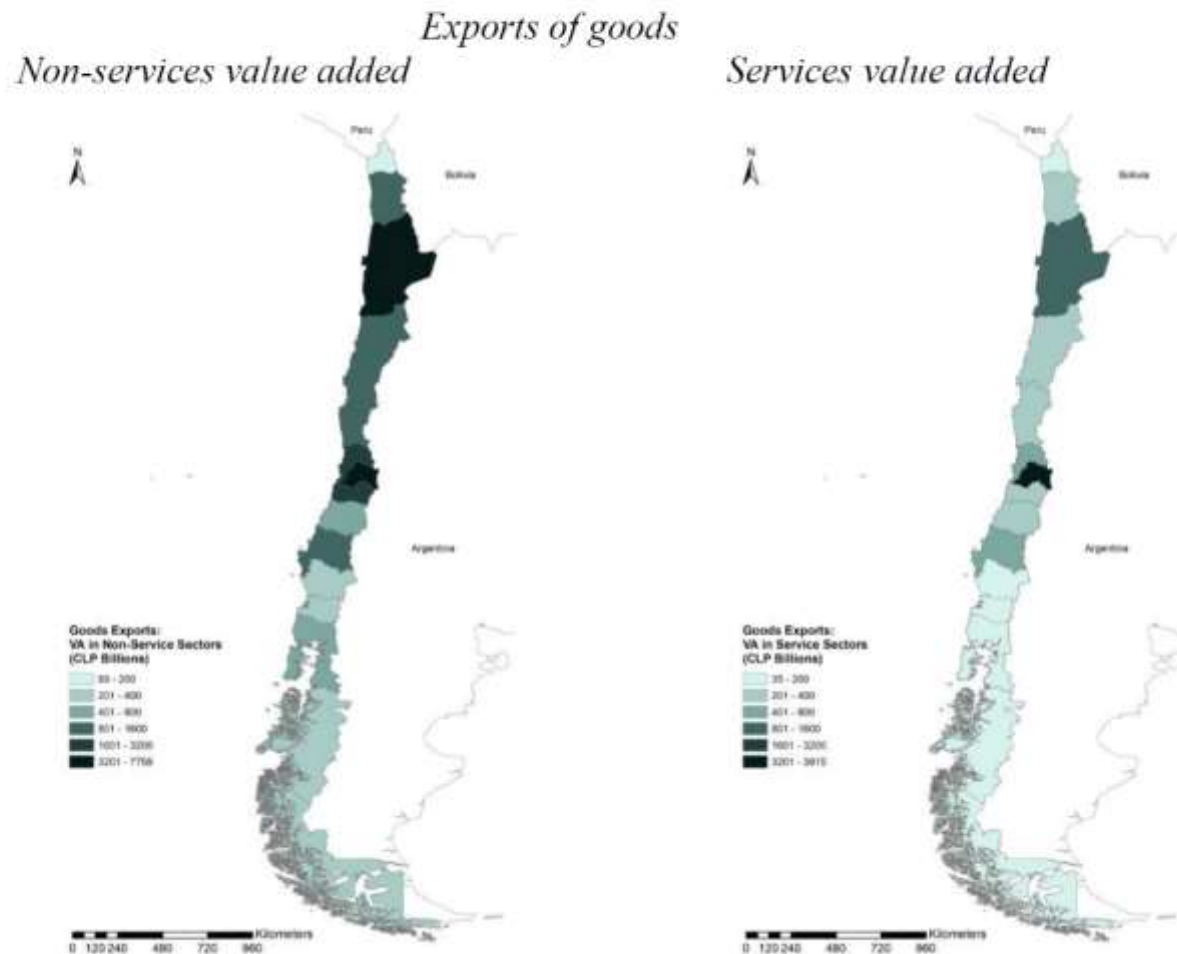 Exports of goods
Non-services value added
Services value added
Peru
Bolivia
N
Argentina
Goods Exports:
VA in Non-Service Sectors
(CLP Billions)
201 - 400
401 - 800
801 - 1600
1601 - 3200
Kilometers
0 120 240 480 720 960
Peru
Bolivia
N
Argentina
Goods Exports:
VA in Service Sectors
(CLP Billions)
35 - 200
201 - 400
401 - 800
801 - 1600
1601 - 3200
Kilometers
0 120 240 480 720 960